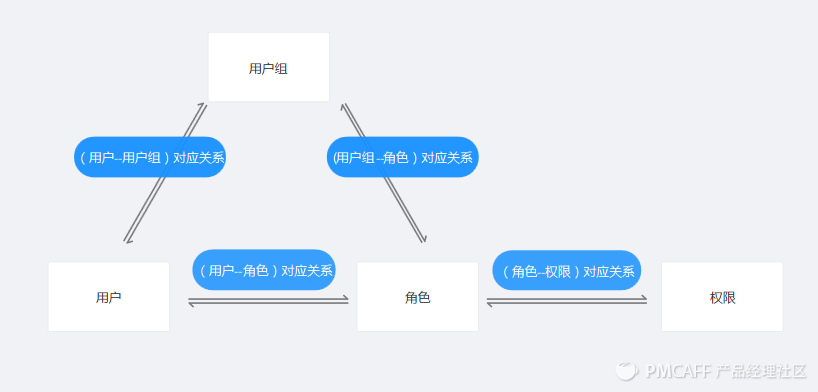 用户组
（用户--用户组）对应关系
(用户组--角色）对应关系
（用户--角色）对应关系
（角色--权限）对应关系
用户
角色
权限
PMCAFF 产品经理社区